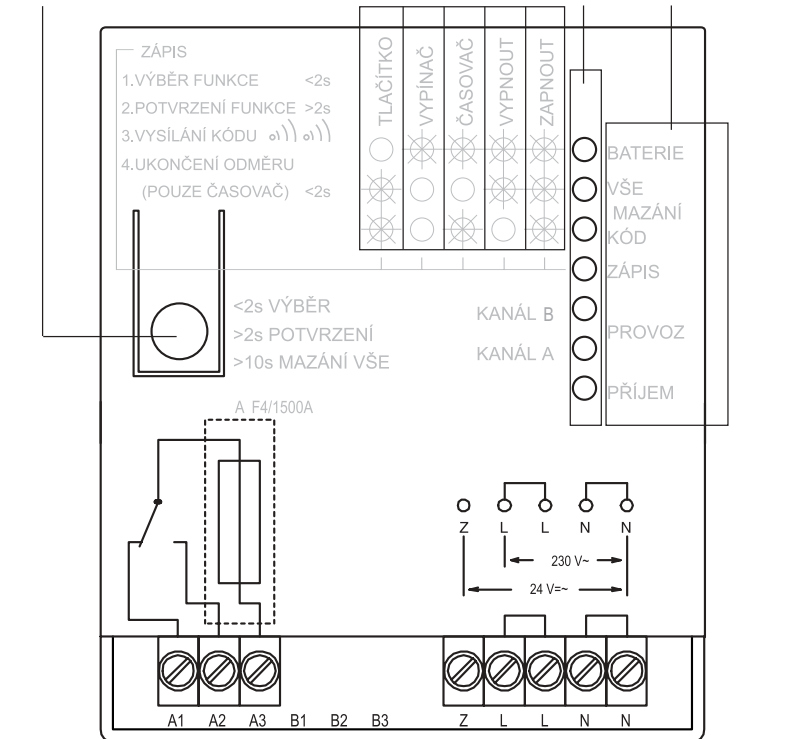 ZÁPIS
1.VÝBĚR FUNKCE <2s
2.POTVRZENÍ FUNKCE >2s
3.VYSÍLÁNÍ KÓDU
4.UKONČENÍ ODMĚRU
(POUZE ČASOVAČ) <2s
TLAČÍTKO
VYPÍNAČ
ČASOVAČ
VYPNOUT
ZAPNOUT
BATERIE
VŠE
MAZÁNÍ
KÓD
ZÁPIS
KANÁL B
PROVOZ
KANÁL A
PŘÍJEM
<2s VÝBĚR
>2s POTVRZENÍ
>10s MAZÁNÍ VŠE
A F4/1500A
Z L L N N
230 V~
24 V=~
A1 A2 A3 B1 B2 B3 Z L L N N